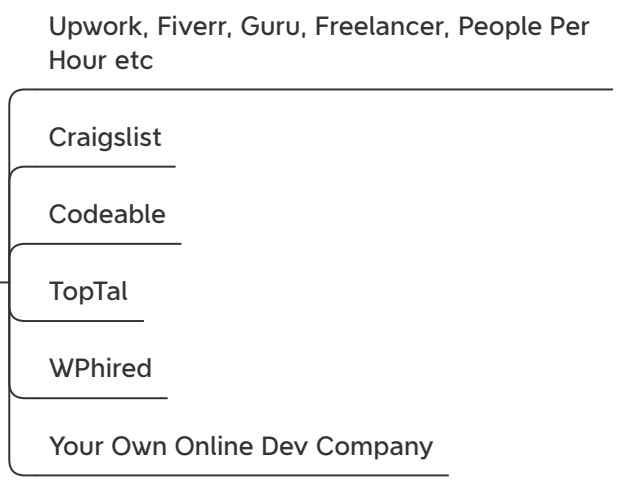 Upwork, Fiverr, Guru, Freelancer, People Per
Hour etc
Craigslist
Codeable
TopTal
WPhired
Your Own Online Dev Company